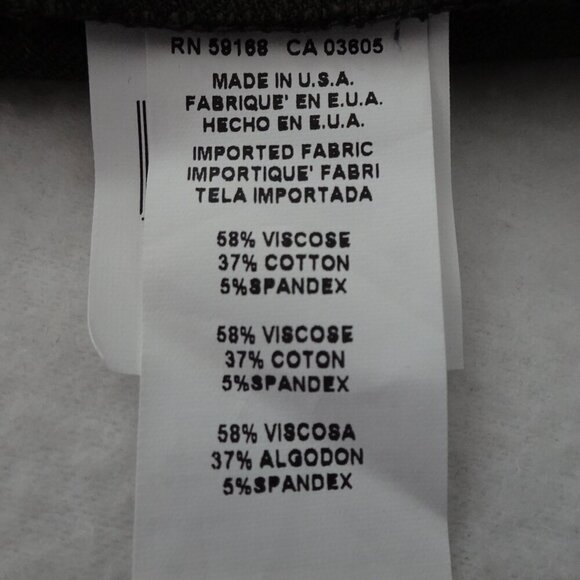 RN 59168 CA 03605
MADE IN U.S.A.
FABRIQUE' EN E.U.A.
HECHO EN E.U.A.
IMPORTED FABRIC
IMPORTIQUE' FABRI
TELA IMPORTADA
58% VISCOSE
37% COTTON
5%SPANDEX
58% VISCOSE
37% COTON
5%SPANDEX
58% VISCOSA
37% ALGODON
5%SPANDEX